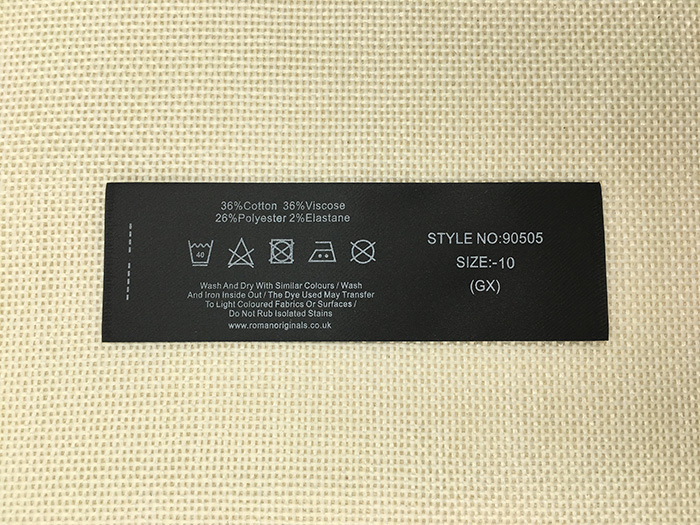 36%Cotton 36%Viscose
26%Polyester 2%Elastane
40
Wash And Dry With Similar Colours / Wash
And Iron Inside Out / The Dye Used May Transfer
To Light Coloured Fabrics Or Surfaces /
Do Not Rub Isolated Stains
www.romanoriginals.co.uk
STYLE NO:90505
SIZE:-10
(GX)